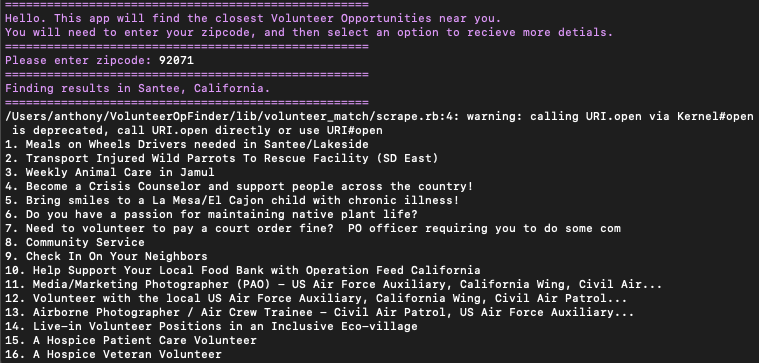 ====================================================
Hello. This app will find the closest Volunteer Opportunities near you.
You will need to enter your zipcode, and then select an option to recieve more detials.
====================================================
Please enter zipcode: 92071
====================================================
Finding results in Santee, California.
====================================================
/Users/anthony/VolunteerOpFinder/lib/volunteer_match/scrape.rb:4: warning: calling URI.open via Kernel#open
 is deprecated, call URI.open directly or use URI#open
1. Meals on Wheels Drivers needed in Santee/Lakeside
2. Transport Injured Wild Parrots To Rescue Facility (SD East)
3. Weekly Animal Care in Jamul
4. Become a Crisis Counselor and support people across the country!
5. Bring smiles to a La Mesa/El Cajon child with chronic illness!
6. Do you have a passion for maintaining native plant life?
7. Need to volunteer to pay a court order fine?  PO officer requiring you to do some com
8. Community Service
9. Check In On Your Neighbors
10. Help Support Your Local Food Bank with Operation Feed California
11. Media/Marketing Photographer (PAO) - US Air Force Auxiliary, California Wing, Civil Air...
12. Volunteer with the local US Air Force Auxiliary, California Wing, Civil Air Patrol...
13. Airborne Photographer / Air Crew Trainee - Civil Air Patrol, US Air Force Auxiliary...
14. Live-in Volunteer Positions in an Inclusive Eco-village
15. A Hospice Patient Care Volunteer
16. A Hospice Veteran Volunteer